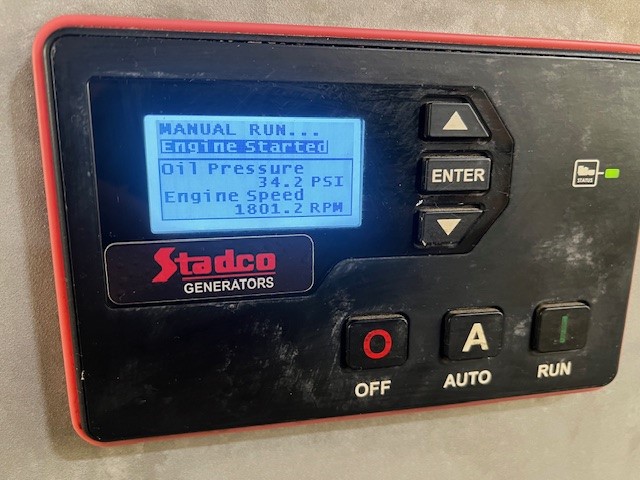 MANUAL RUN...
Engine Started
Oil Pressure
34.2 PSI
Engine Speed
1801.2 RPM
ENTER
STATUS
Stadco
GENERATORS
O
A
I
OFF
AUTO
RUN